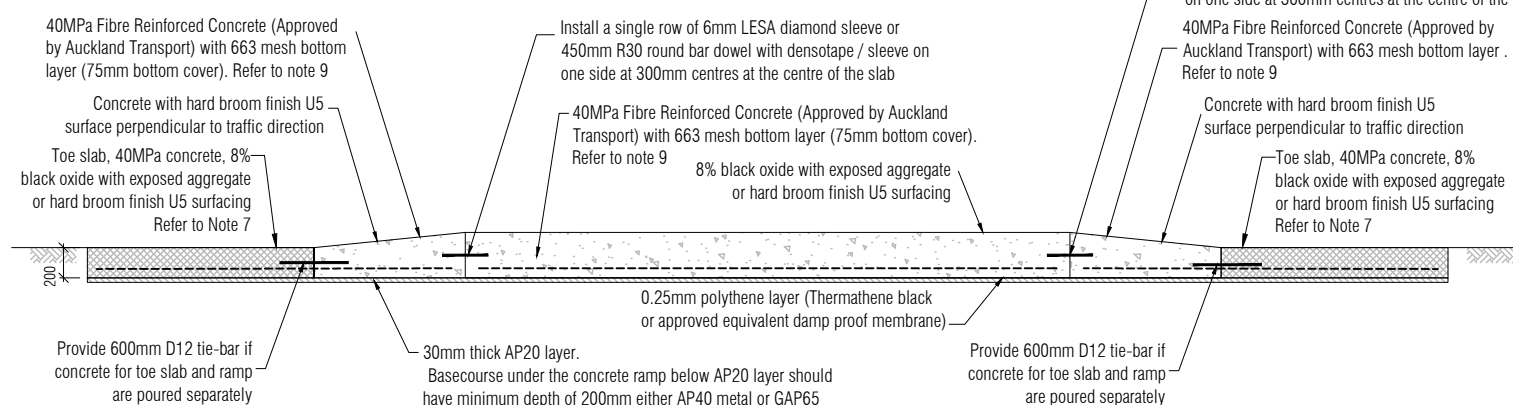 40MPa Fibre Reinforced Concrete (Approved
by Auckland Transport) with 663 mesh bottom
layer (75mm bottom cover). Refer to note 9
Concrete with hard broom finish U5
surface perpendicular to traffic direction
Toe slab, 40MPa concrete, 8%
black oxide with exposed aggregate
or hard broom finish U5 surfacing
Refer to Note 7
Install a single row of 6mm LESA diamond sleeve or
450mm R30 round bar dowel with densotape / sleeve on
one side at 300mm centres at the centre of the slab
40MPa Fibre Reinforced Concrete (Approved by Auckland
Transport) with 663 mesh bottom layer (75mm bottom cover).
Refer to note 9
8% black oxide with exposed aggregate
or hard broom finish U5 surfacing
on one side at 300mm centres at the centre of the
40MPa Fibre Reinforced Concrete (Approved by
Auckland Transport) with 663 mesh bottom layer .
Refer to note 9
Concrete with hard broom finish U5
surface perpendicular to traffic direction
Toe slab, 40MPa concrete, 8%
black oxide with exposed aggregate
or hard broom finish U5 surfacing
Refer to Note 7
200
0.25mm polythene layer (Thermathene black
or approved equivalent damp proof membrane)
Provide 600mm D12 tie-bar if
concrete for toe slab and ramp
are poured separately
30mm thick AP20 layer.
Basecourse under the concrete ramp below AP20 layer should
have minimum depth of 200mm either AP40 metal or GAP65
Provide 600mm D12 tie-bar if
concrete for toe slab and ramp
are poured separately